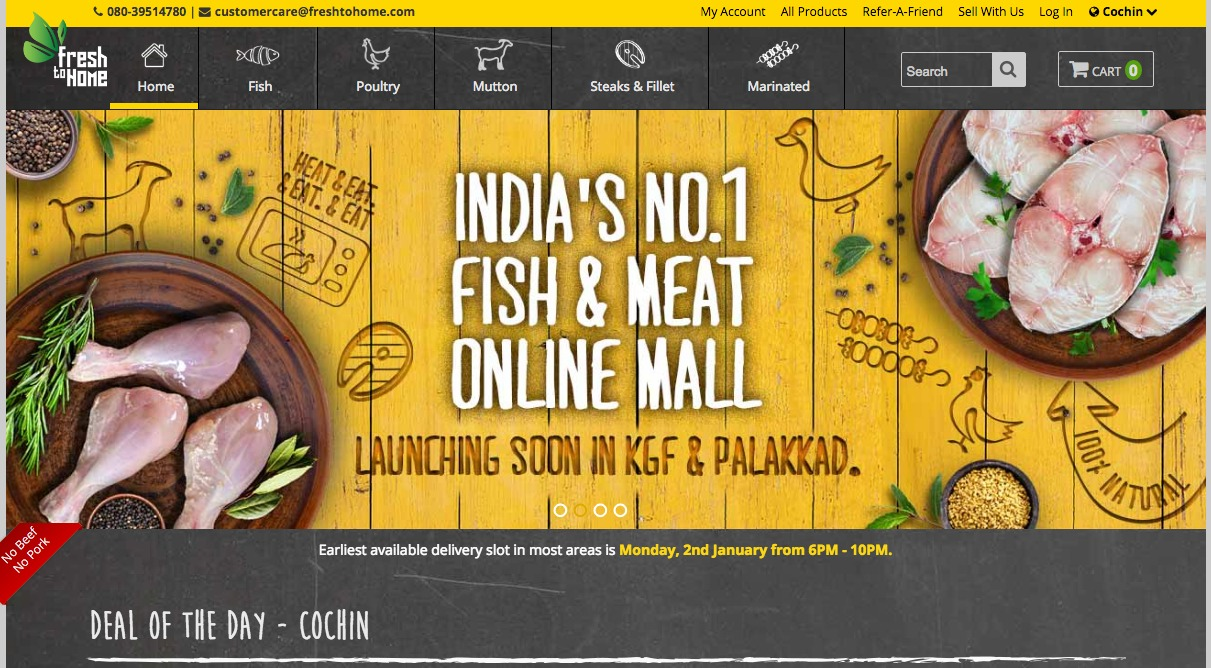 080-39514780 | customercare@freshtohome.com
My Account All Products Refer-A-Friend Sell With Us Log In Cochin
fresh
to HOME
Home Fish Poultry Mutton Steaks & Fillet Marinated
Search
CART 0
HEAT & EAT.
& EAT. & EAT
INDIA'S NO.1
FISH & MEAT
ONLINE MALL
LAUNCHING SOON IN KGF & PALAKKAD.
100% NATURAL
No Beef
No Pork
Earliest available delivery slot in most areas is Monday, 2nd January from 6PM - 10PM.
DEAL OF THE DAY - COCHIN